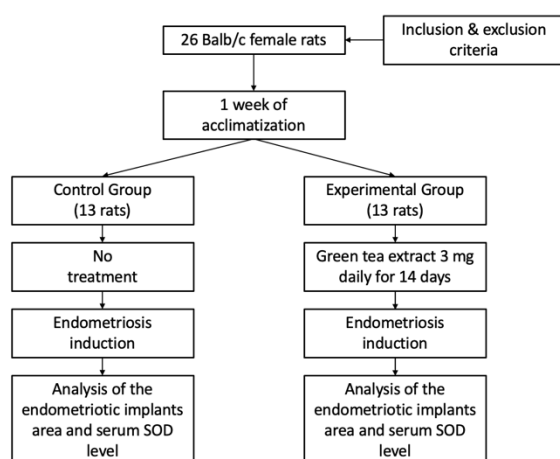 26 Balb/c female rats
Inclusion & exclusion
criteria
1 week of
acclimatization
Control Group
(13 rats)
Experimental Group
(13 rats)
No
treatment
Green tea extract 3 mg
daily for 14 days
Endometriosis
induction
Endometriosis
induction
Analysis of the
endometriotic implants
area and serum SOD
level
Analysis of the
endometriotic implants
area and serum SOD
level